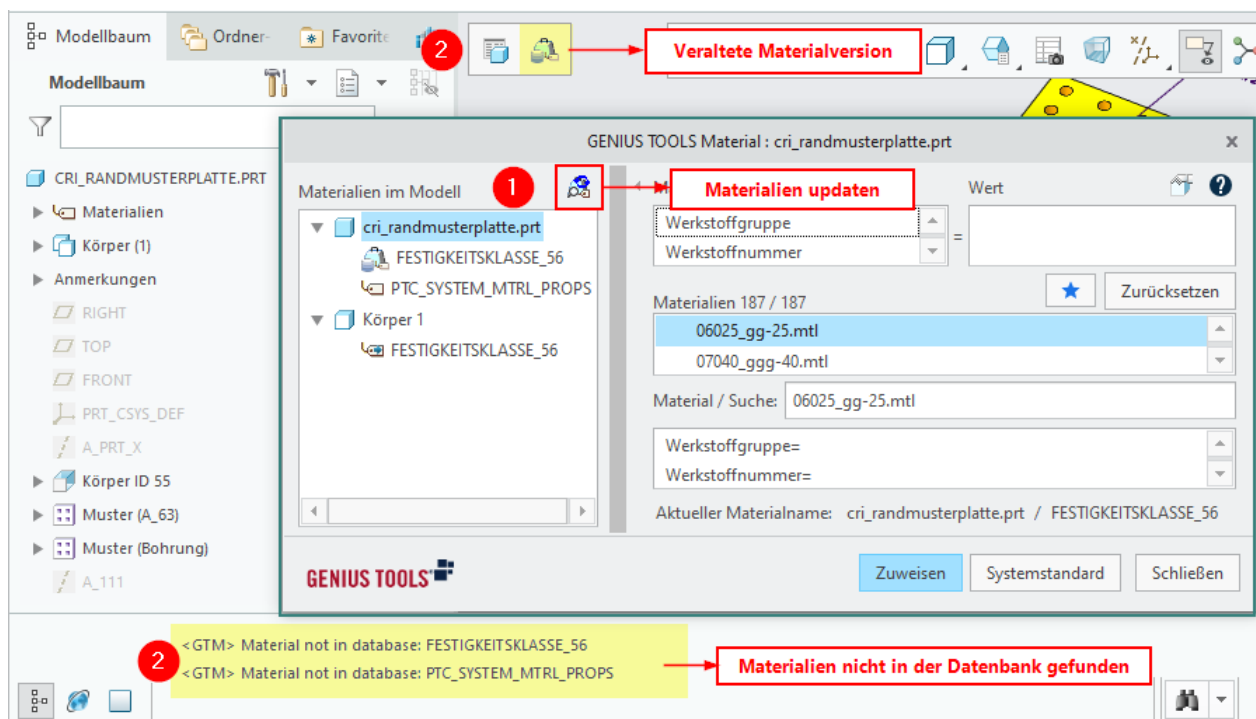 Modellbaum
Ordner-
Favorite
2
Veraltete Materialversion
Modellbaum
GENIUS TOOLS Material : cri_randmusterplatte.prt
x
CRI_RANDMUSTERPLATTE.PRT
Materialien
Körper (1)
Anmerkungen
RIGHT
TOP
FRONT
PRT_CSYS_DEF
A_PRT_X
Körper ID 55
Muster (A_63)
Muster (Bohrung)
A_111
Materialien im Modell
1
Materialien updaten
Wert
cri_randmusterplatte.prt
FESTIGKEITSKLASSE_56
PTC_SYSTEM_MTRL_PROPS
Körper 1
FESTIGKEITSKLASSE_56
Werkstoffgruppe
Werkstoffnummer
=
Zurücksetzen
Materialien 187 / 187
06025_gg-25.mtl
07040_ggg-40.mtl
Material / Suche: 06025_gg-25.mtl
Werkstoffgruppe=
Werkstoffnummer=
Aktueller Materialname: cri_randmusterplatte.prt / FESTIGKEITSKLASSE_56
GENIUS TOOLS
Zuweisen
Systemstandard
Schließen
2
<GTM> Material not in database: FESTIGKEITSKLASSE_56
<GTM> Material not in database: PTC_SYSTEM_MTRL_PROPS
Materialien nicht in der Datenbank gefunden